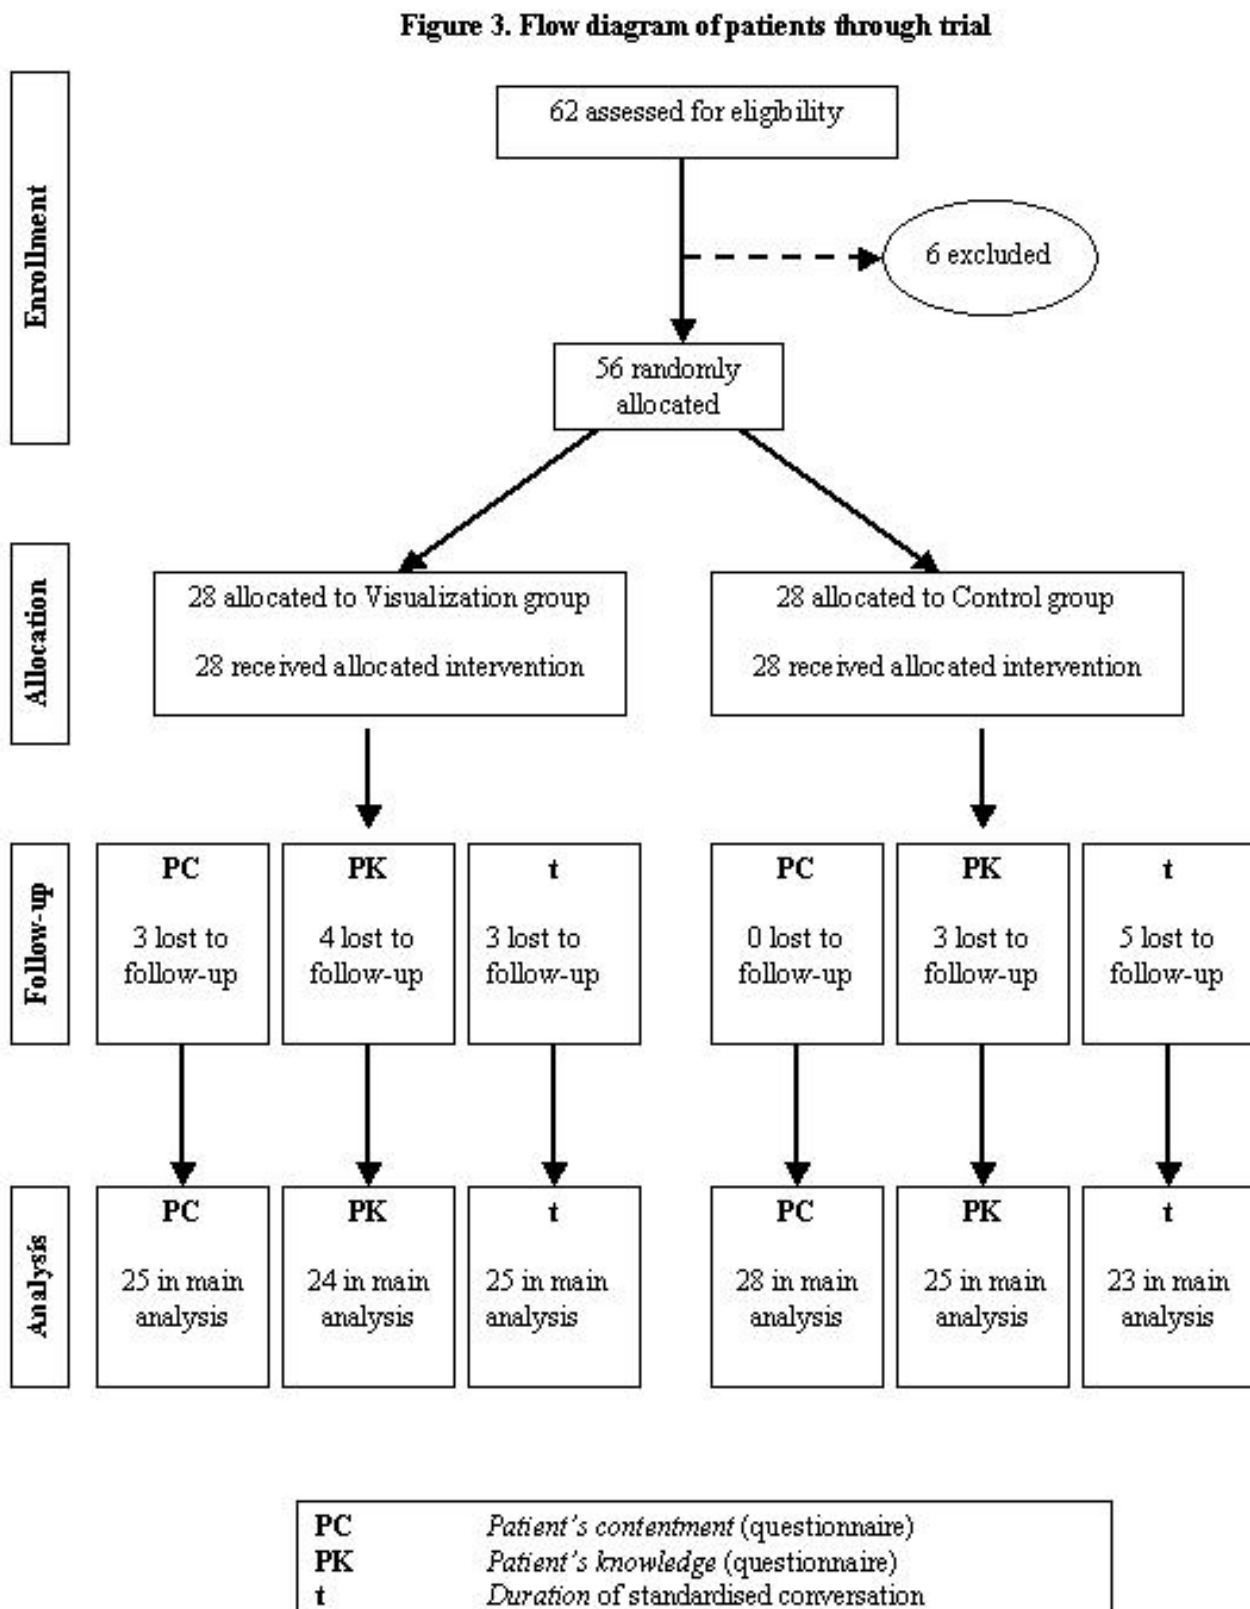 Figure 3. Flow diagram of patients through trial
Enrollment
62 assessed for eligibility
6 excluded
56 randomly
allocated
Allocation
28 allocated to Visualization group
28 received allocated intervention
28 allocated to Control group
28 received allocated intervention
Follow-up
PC
3 lost to
follow-up
PK
4 lost to
follow-up
t
3 lost to
follow-up
PC
0 lost to
follow-up
PK
3 lost to
follow-up
t
5 lost to
follow-up
Analysis
PC
25 in main
analysis
PK
24 in main
analysis
t
25 in main
analysis
PC
28 in main
analysis
PK
25 in main
analysis
t
23 in main
analysis
PC Patient's contentment (questionnaire)
PK Patient's knowledge (questionnaire)
t Duration of standardised conversation